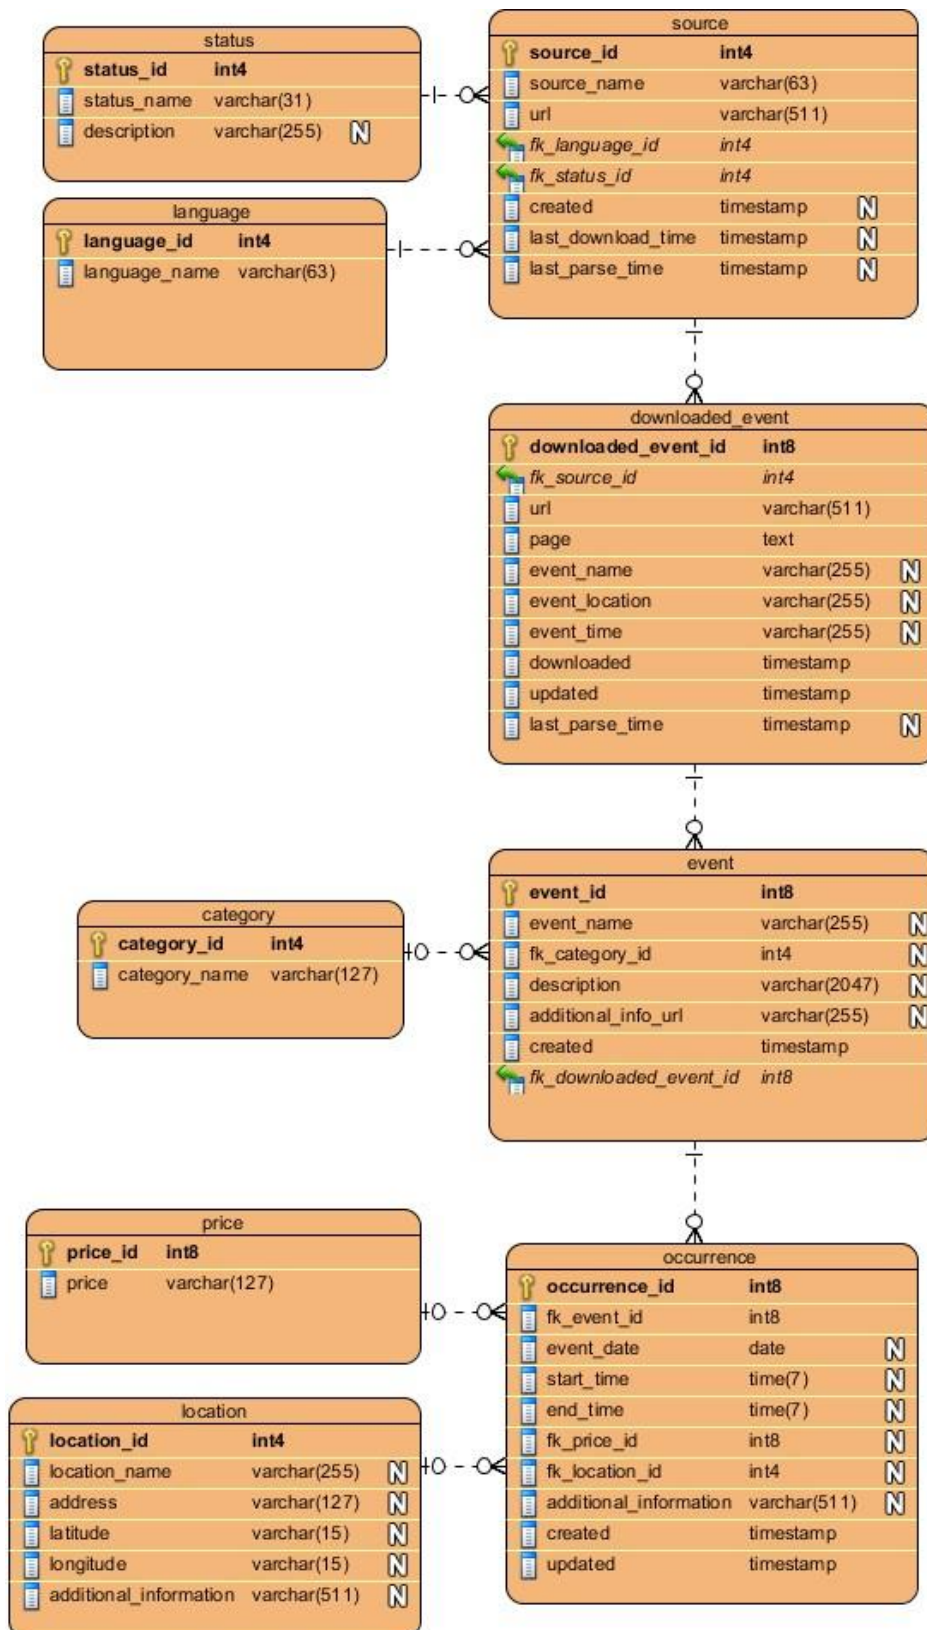 status
status_id int4
status_name varchar(31)
description varchar(255) N
source
source_id int4
source_name varchar(63)
url varchar(511)
fk_language_id int4
fk_status_id int4
created timestamp N
last_download_time timestamp N
last_parse_time timestamp N
language
language_id int4
language_name varchar(63)
downloaded_event
downloaded_event_id int8
fk_source_id int4
url varchar(511)
page text
event_name varchar(255) N
event_location varchar(255) N
event_time varchar(255) N
downloaded timestamp
updated timestamp
last_parse_time timestamp N
event
event_id int8
event_name varchar(255) N
fk_category_id int4 N
description varchar(2047) N
additional_info_url varchar(255) N
created timestamp
fk_downloaded_event_id int8
category
category_id int4
category_name varchar(127)
price
price_id int8
price varchar(127)
occurrence
occurrence_id int8
fk_event_id int8
event_date date N
start_time time(7) N
end_time time(7) N
fk_price_id int8 N
fk_location_id int4 N
additional_information varchar(511) N
created timestamp
updated timestamp
location
location_id int4
location_name varchar(255) N
address varchar(127) N
latitude varchar(15) N
longitude varchar(15) N
additional_information varchar(511) N